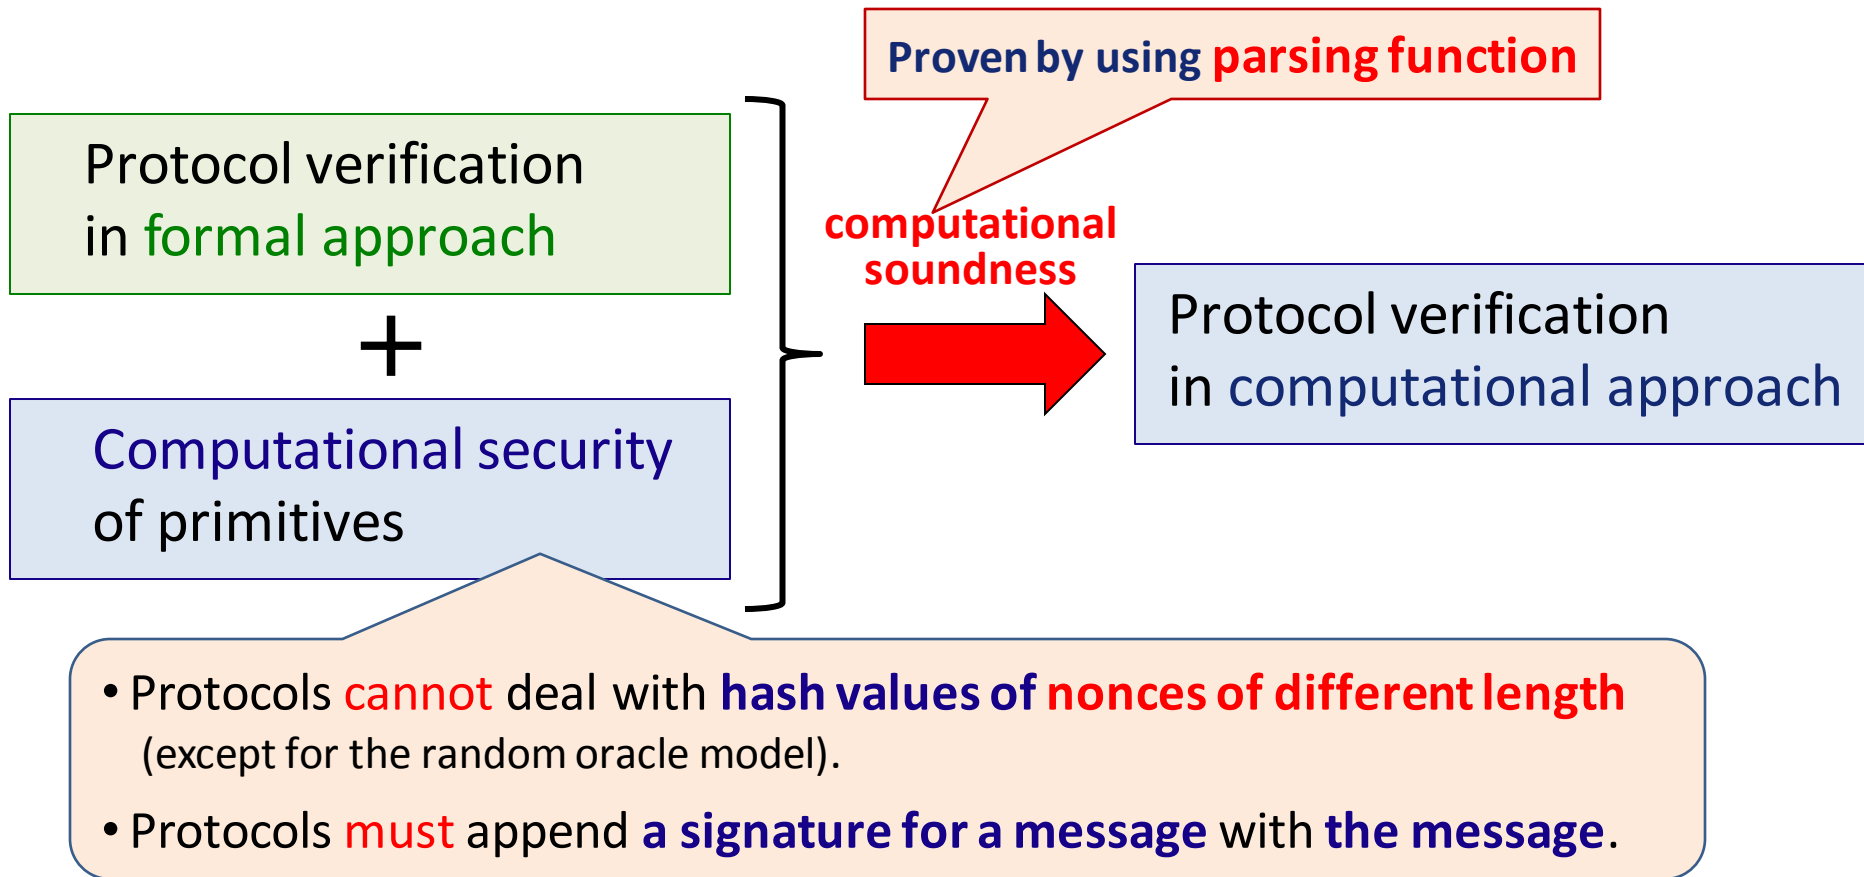 Proven by using parsing function
Protocol verification
in formal approach
+
Computational security
of primitives
computational
soundness
Protocol verification
in computational approach
• Protocols cannot deal with hash values of nonces of different length
(except for the random oracle model).
• Protocols must append a signature for a message with the message.